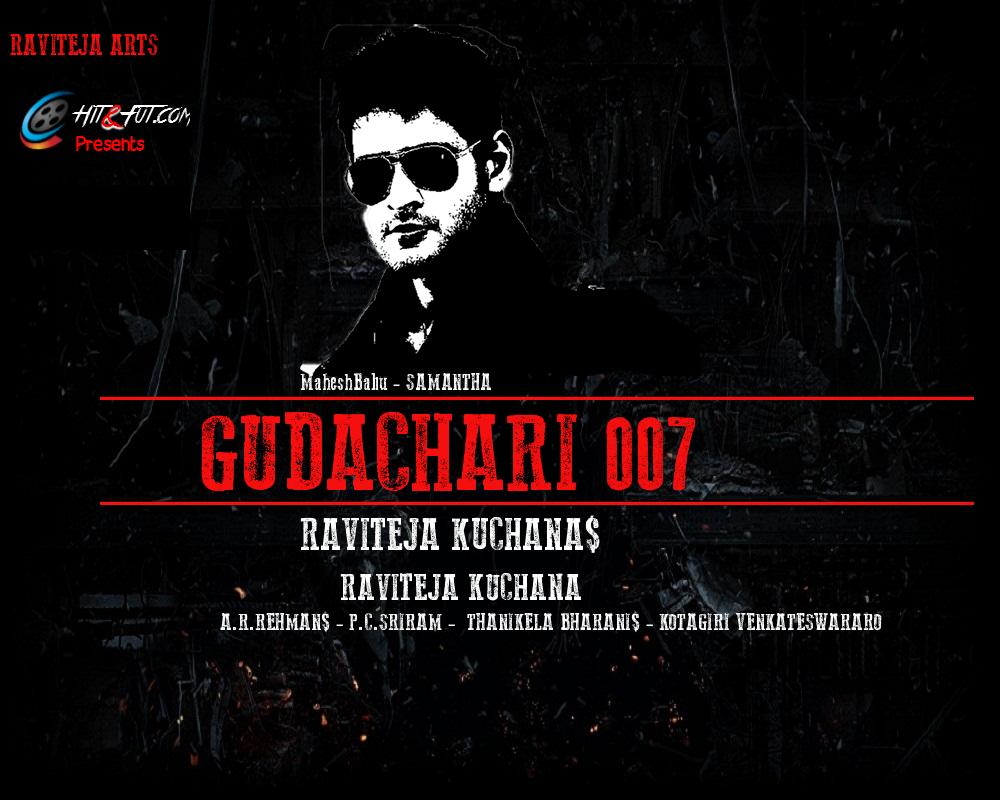 RAVITEJA ARTS
HIT&FUT.COM
Presents
MaheshBabu - SAMANTHA
GUDACHARI 007
RAVITEJA KUCHANA$
RAVITEJA KUCHANA
A.R.REHMAN$ - P.C.SRIRAM - THANIKELA BHARANI$ - KOTAGIRI VENKATESWARARO